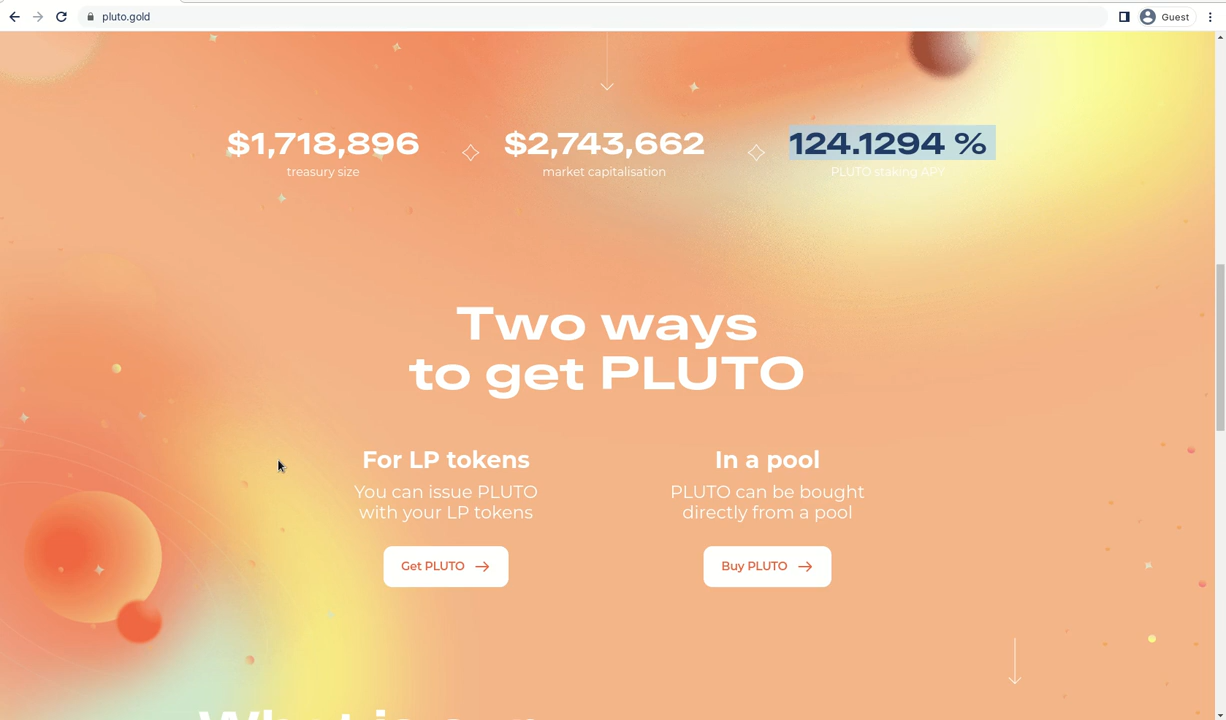 pluto.gold
Guest
$1,718,896
$2,743,662
124.1294 %
treasury size
market capitalisation
PLUTO staking APY
Two ways
to get PLUTO
For LP tokens
You can issue PLUTO
with your LP tokens
Get PLUTO
In a pool
PLUTO can be bought
directly from a pool
Buy PLUTO